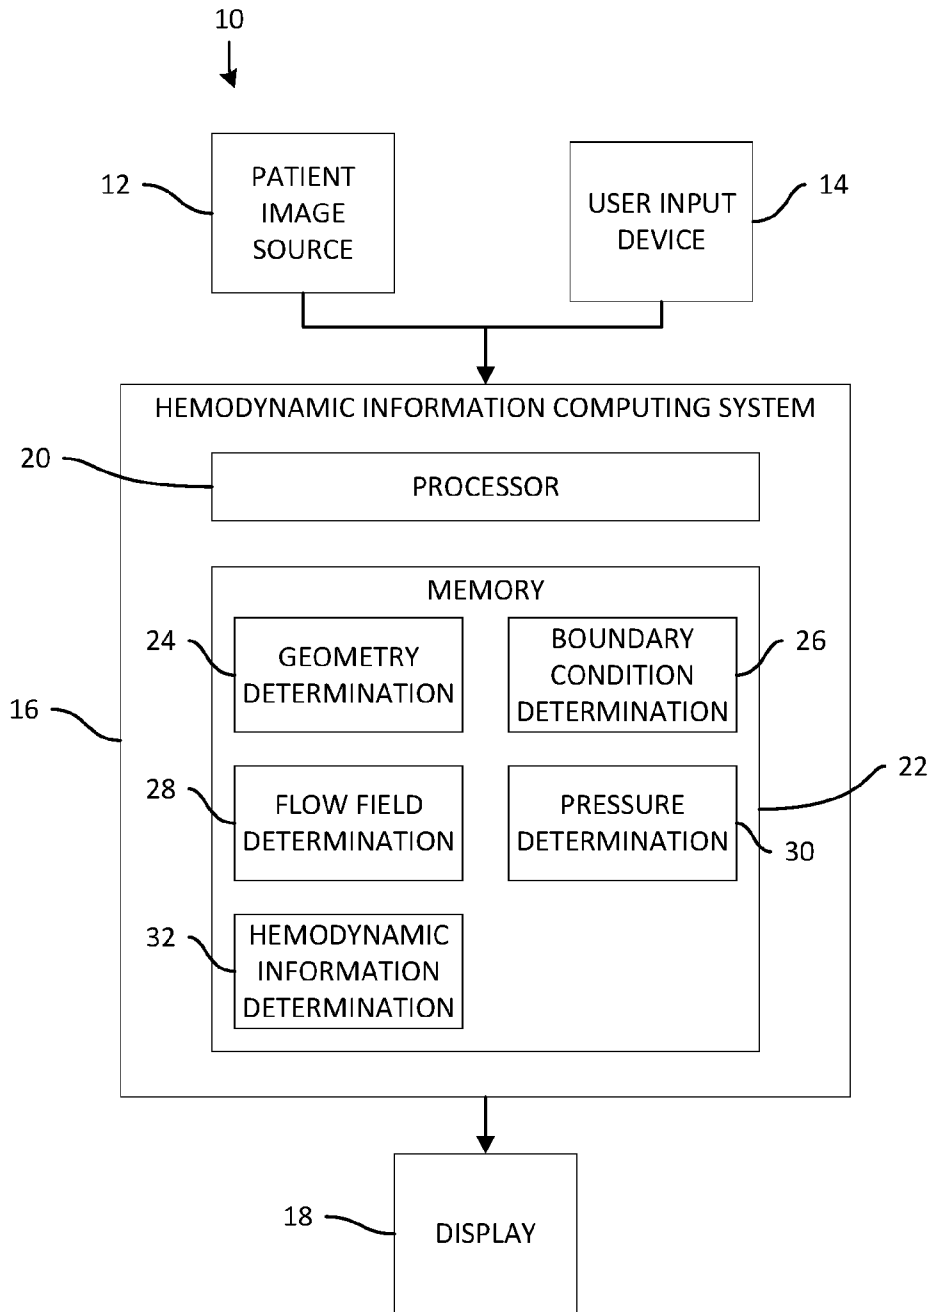 10
12
PATIENT
IMAGE
SOURCE
USER INPUT
DEVICE
14
HEMODYNAMIC INFORMATION COMPUTING SYSTEM
20
PROCESSOR
MEMORY
24
GEOMETRY
DETERMINATION
BOUNDARY
CONDITION
DETERMINATION
26
16
28
FLOW FIELD
DETERMINATION
PRESSURE
DETERMINATION
22
30
32
HEMODYNAMIC
INFORMATION
DETERMINATION
18
DISPLAY